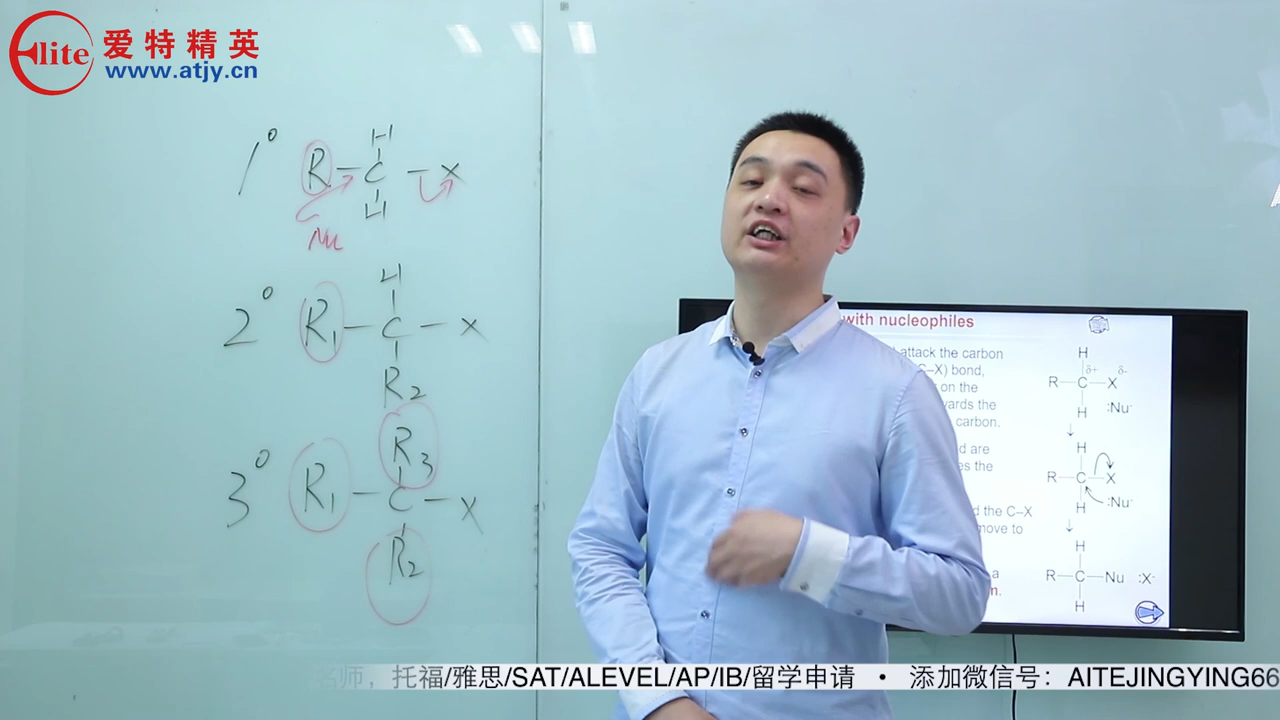 Elite 爱特精英
www.atjy.cn
1° R-C-X
H
H
Nu
2° R₁-C-X
H
R₂
3° R₁-C-X
R₃
R₂
with nucleophiles
attack the carbon
C–X) bond,
on the
wards the
carbon.
d are
es the
d the C–X
move to
a
m.
H
δ+ δ-
R–C–X
H :Nu⁻
↓
H
R–C–X
H :Nu⁻
↓
H
R–C–Nu :X⁻
H
名师，托福/雅思/SAT/ALEVEL/AP/IB/留学申请 • 添加微信号：AITEJINGYING66